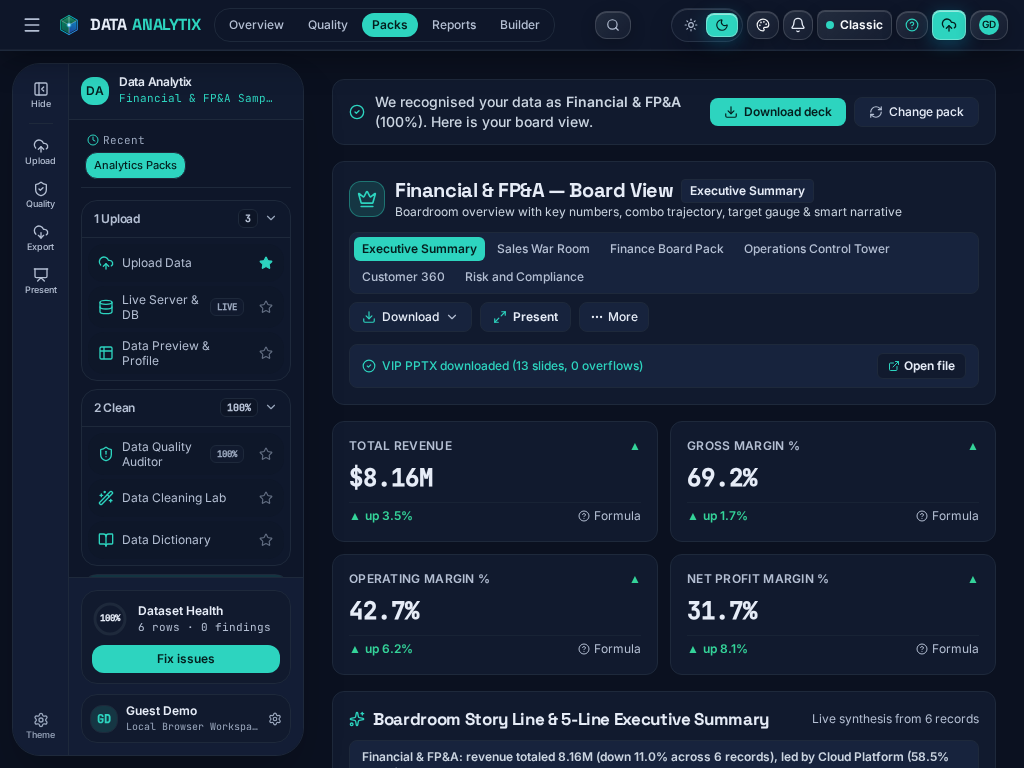 DATA ANALYTIX
Overview
Quality
Packs
Reports
Builder
Classic
GD
Hide
Upload
Quality
Export
Present
Theme
DA
Data Analytix
Financial & FP&A Samp…
Recent
Analytics Packs
1 Upload
3
Upload Data
Live Server &
DB
LIVE
Data Preview &
Profile
2 Clean
100%
Data Quality
Auditor
100%
Data Cleaning Lab
Data Dictionary
100%
Dataset Health
6 rows · 0 findings
Fix issues
GD
Guest Demo
Local Browser Workspa…
We recognised your data as Financial & FP&A
(100%). Here is your board view.
Download deck
Change pack
Financial & FP&A — Board View
Executive Summary
Boardroom overview with key numbers, combo trajectory, target gauge & smart narrative
Executive Summary
Sales War Room
Finance Board Pack
Operations Control Tower
Customer 360
Risk and Compliance
Download
Present
··· More
VIP PPTX downloaded (13 slides, 0 overflows)
Open file
TOTAL REVENUE ▲
$8.16M
▲ up 3.5%
Formula
GROSS MARGIN % ▲
69.2%
▲ up 1.7%
Formula
OPERATING MARGIN % ▲
42.7%
▲ up 6.2%
Formula
NET PROFIT MARGIN % ▲
31.7%
▲ up 8.1%
Formula
Boardroom Story Line & 5-Line Executive Summary
Live synthesis from 6 records
Financial & FP&A: revenue totaled 8.16M (down 11.0% across 6 records), led by Cloud Platform (58.5%